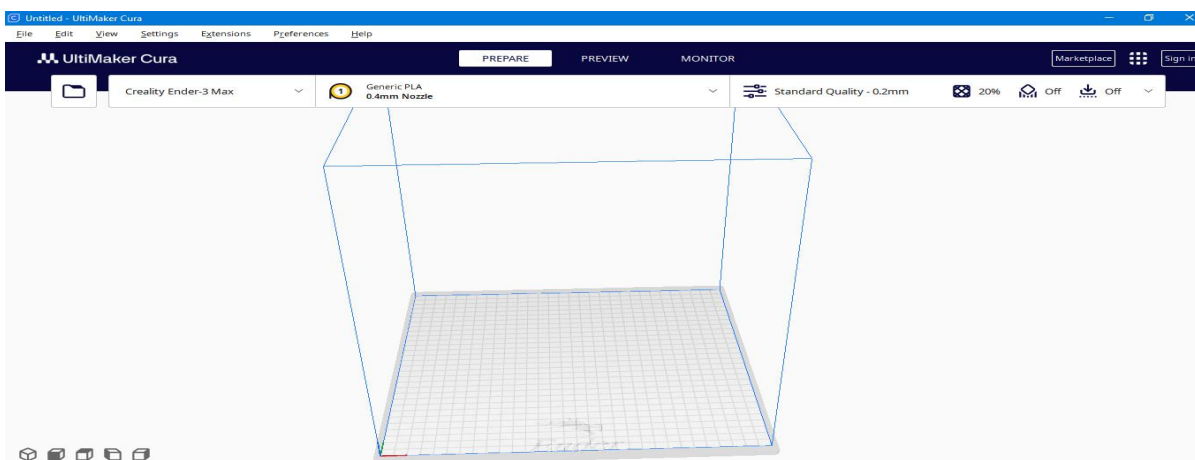 Untitled - UltiMaker Cura
File Edit View Settings Extensions Preferences Help
UltiMaker Cura PREPARE PREVIEW MONITOR Marketplace Sign in
Creality Ender-3 Max 1 Generic PLA Standard Quality - 0.2mm 20% Off Off
0.4mm Nozzle